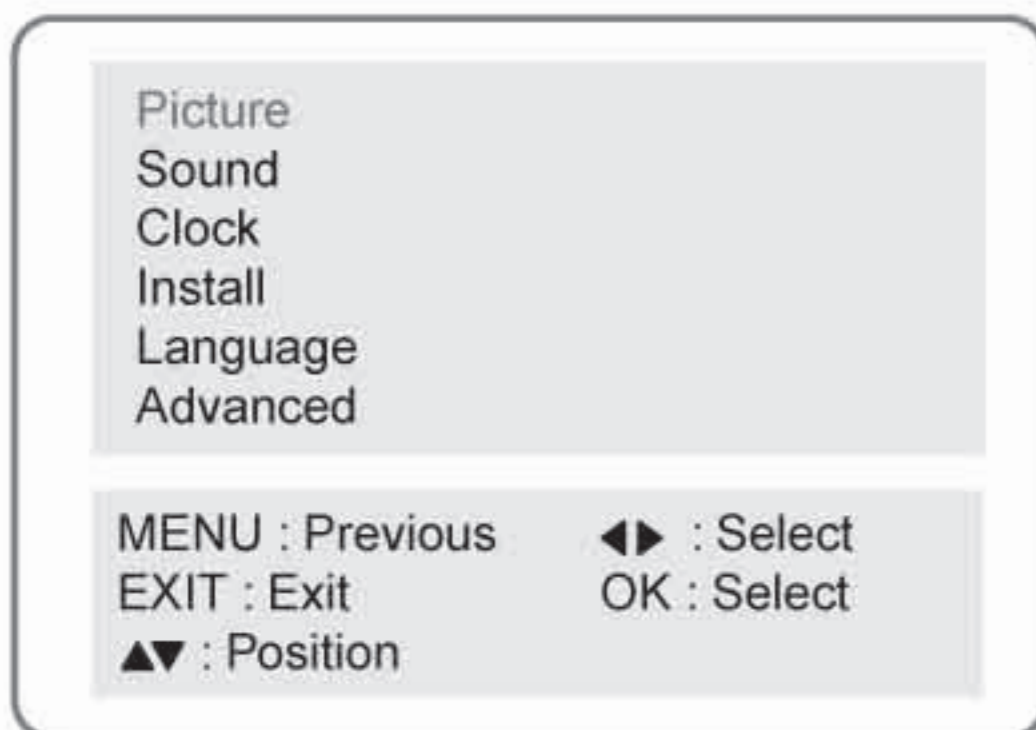 Picture
Sound
Clock
Install
Language
Advanced
MENU : Previous ◀▶ : Select
EXIT : Exit OK : Select
▲▼ : Position